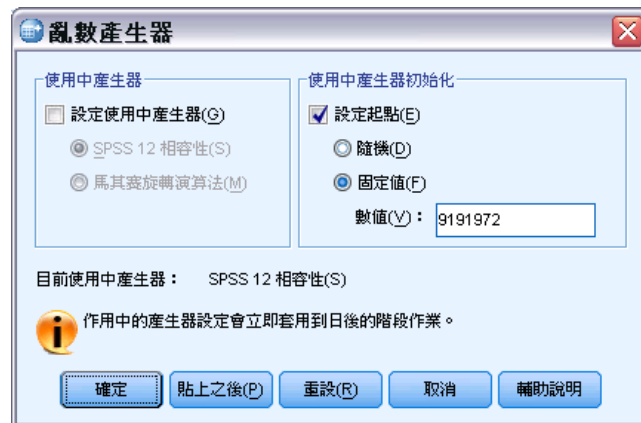 亂數產生器
使用中產生器
設定使用中產生器(G)
SPSS 12 相容性(S)
馬其賽旋轉演算法(M)
使用中產生器初始化
設定起點(E)
隨機(D)
固定值(F)
數值(V)： 9191972
目前使用中產生器： SPSS 12 相容性(S)
作用中的產生器設定會立即套用到日後的階段作業。
確定 貼上之後(P) 重設(R) 取消 輔助說明